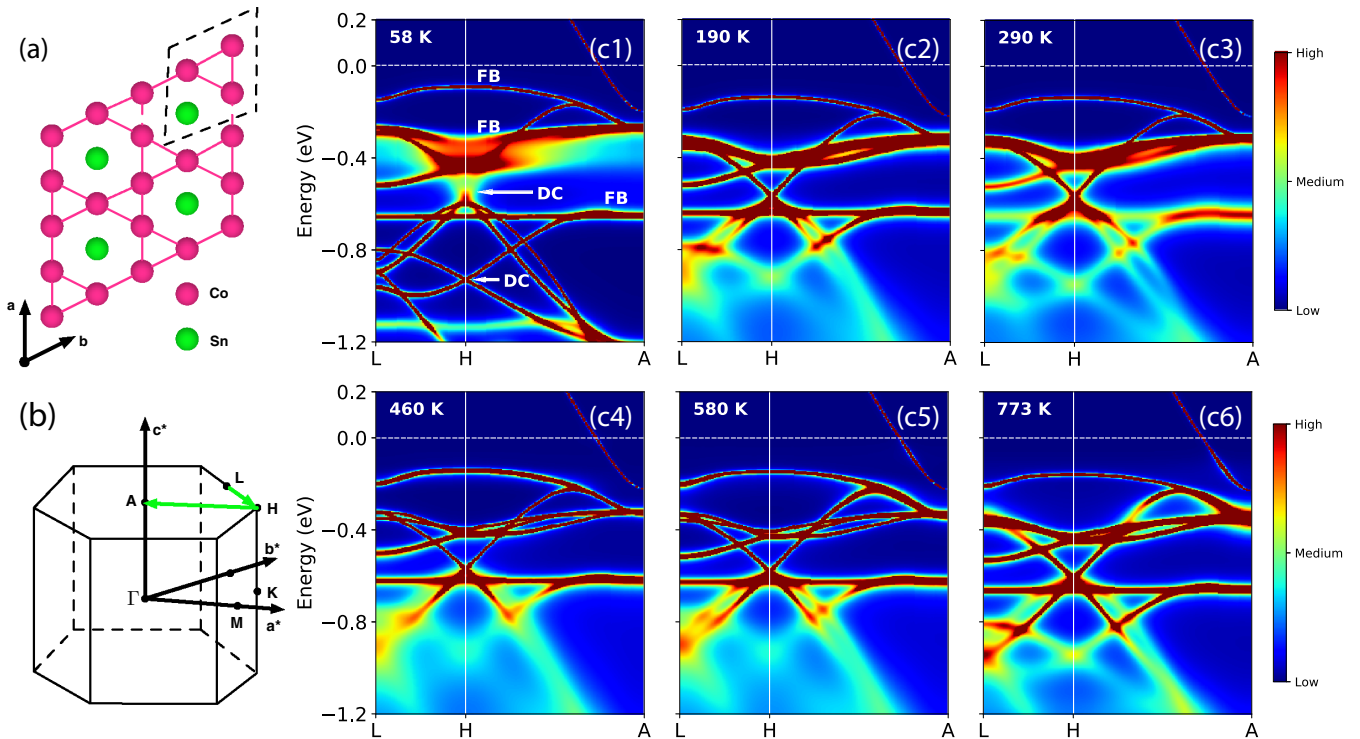 (a)
Co
Sn
a
b
(b)
c*
L
A
H
b*
Γ
K
M
a*
Energy (eV)
0.2
0.0
−0.4
−0.8
−1.2
58 K
(c1)
FB
FB
DC
FB
DC
L
H
A
190 K
(c2)
L
H
A
290 K
(c3)
L
H
A
High
Medium
Low
Energy (eV)
0.2
0.0
−0.4
−0.8
−1.2
460 K
(c4)
L
H
A
580 K
(c5)
L
H
A
773 K
(c6)
L
H
A
High
Medium
Low